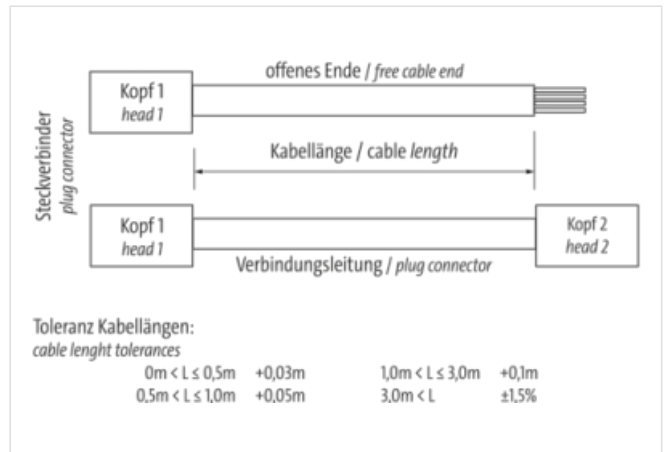 offenes Ende / free cable end
Kopf 1
head 1
Steckverbinder
plug connector
Kabellänge / cable length
Kopf 1
head 1
Kopf 2
head 2
Verbindungsleitung / plug connector
Toleranz Kabellängen:
cable lenght tolerances
0m < L ≤ 0,5m +0,03m 1,0m < L ≤ 3,0m +0,1m
0,5m < L ≤ 1,0m +0,05m 3,0m < L ±1,5%